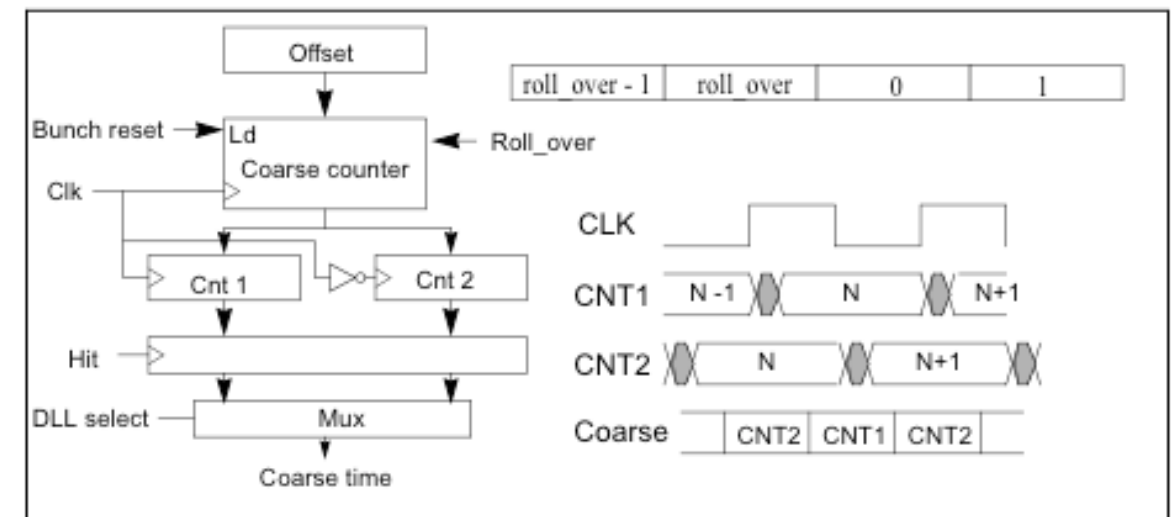 Offset
roll_over - 1 roll_over 0 1
Bunch reset
Ld
Roll_over
Coarse counter
Clk
CLK
Cnt 1
Cnt 2
CNT1 N -1 N N+1
Hit
CNT2 N N+1
DLL select
Mux
Coarse CNT2 CNT1 CNT2
Coarse time